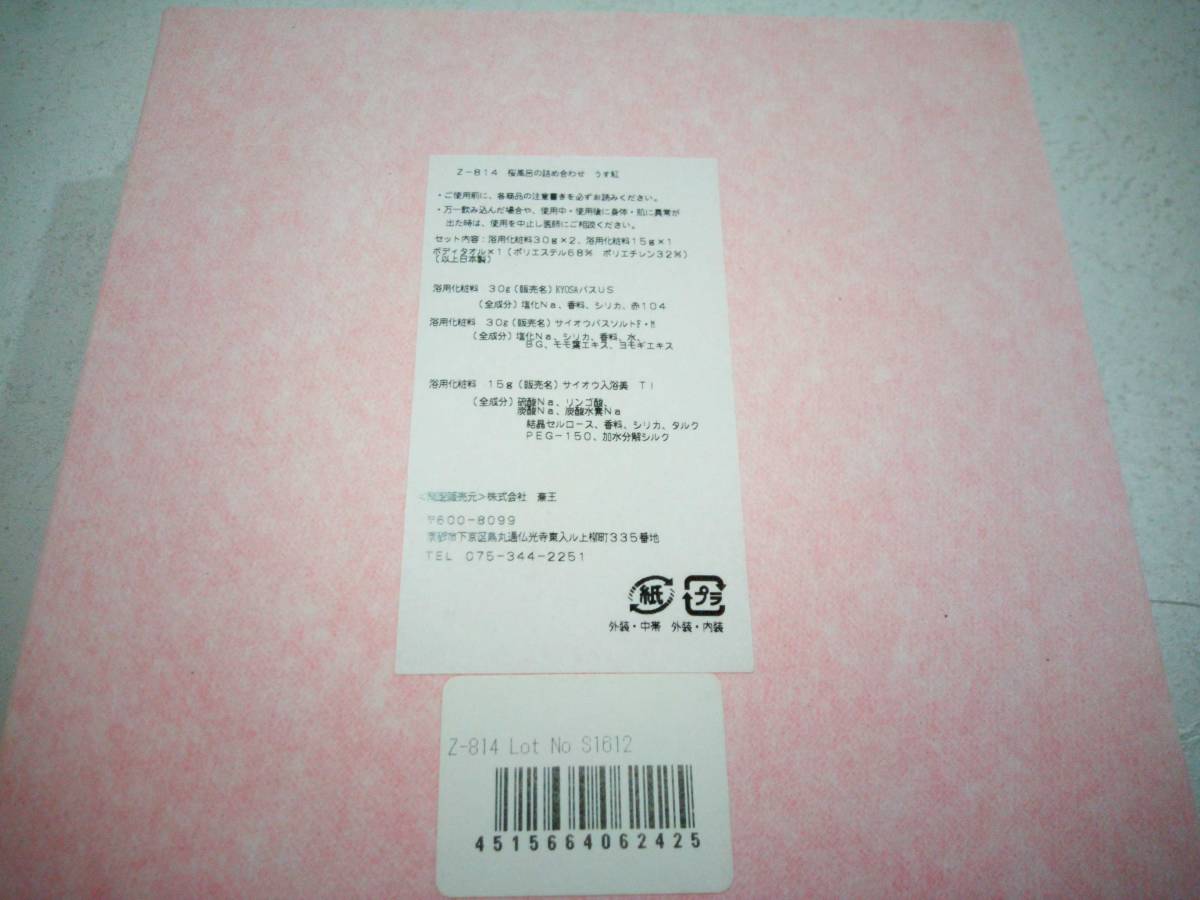 Z-814 桜風呂の詰め合わせ うす紅
・ご使用前に、各商品の注意書きを必ずお読みください。
・万一飲み込んだ場合や、使用中・使用後に身体・肌に異常が
出た時は、使用を中止し医師にご相談ください。
セット内容:浴用化粧料30g×2、浴用化粧料15g×1
ボディタオル×1(ポリエステル68% ポリエチレン32%)
(以上日本製)
浴用化粧料 30g(販売名)KYOSAバスUS
(全成分)塩化Na、香料、シリカ、赤104
浴用化粧料 30g(販売名)サイオウバスソルトF・M
(全成分)塩化Na、シリカ、香料、水、
BG、モモ葉エキス、ヨモギエキス
浴用化粧料 15g(販売名)サイオウ入浴美 TI
(全成分)硫酸Na、リンゴ酸、
炭酸Na、炭酸水素Na
結晶セルロース、香料、シリカ、タルク
PEG-150、加水分解シルク
<製造販売元>株式会社 斎王
〒600-8099
京都市下京区烏丸通仏光寺東入ル上柳町335番地
TEL 075-344-2251
紙 プラ
外装・中帯 外装・内装
Z-814 Lot No S1612
4515664062425